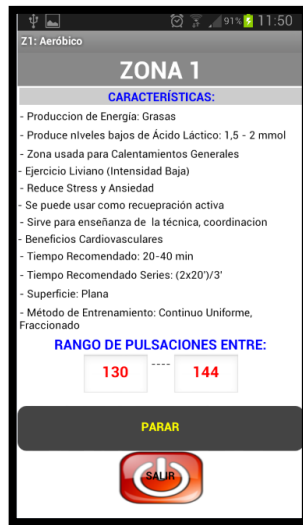 91% 11:50
Z1: Aeróbico
ZONA 1
CARACTERÍSTICAS:
- Produccion de Energía: Grasas
- Produce nIveles bajos de Ácido Láctico: 1,5 - 2 mmol
- Zona usada para Calentamientos Generales
- Ejercicio Liviano (Intensidad Baja)
- Reduce Stress y Ansiedad
- Se puede usar como recuepración activa
- Sirve para enseñanza de la técnica, coordinacion
- Beneficios Cardiovasculares
- Tiempo Recomendado: 20-40 min
- Tiempo Recomendado Series: (2x20')/3'
- Superficie: Plana
- Método de Entrenamiento: Continuo Uniforme,
Fraccionado
RANGO DE PULSACIONES ENTRE:
130 ---- 144
PARAR
SALIR